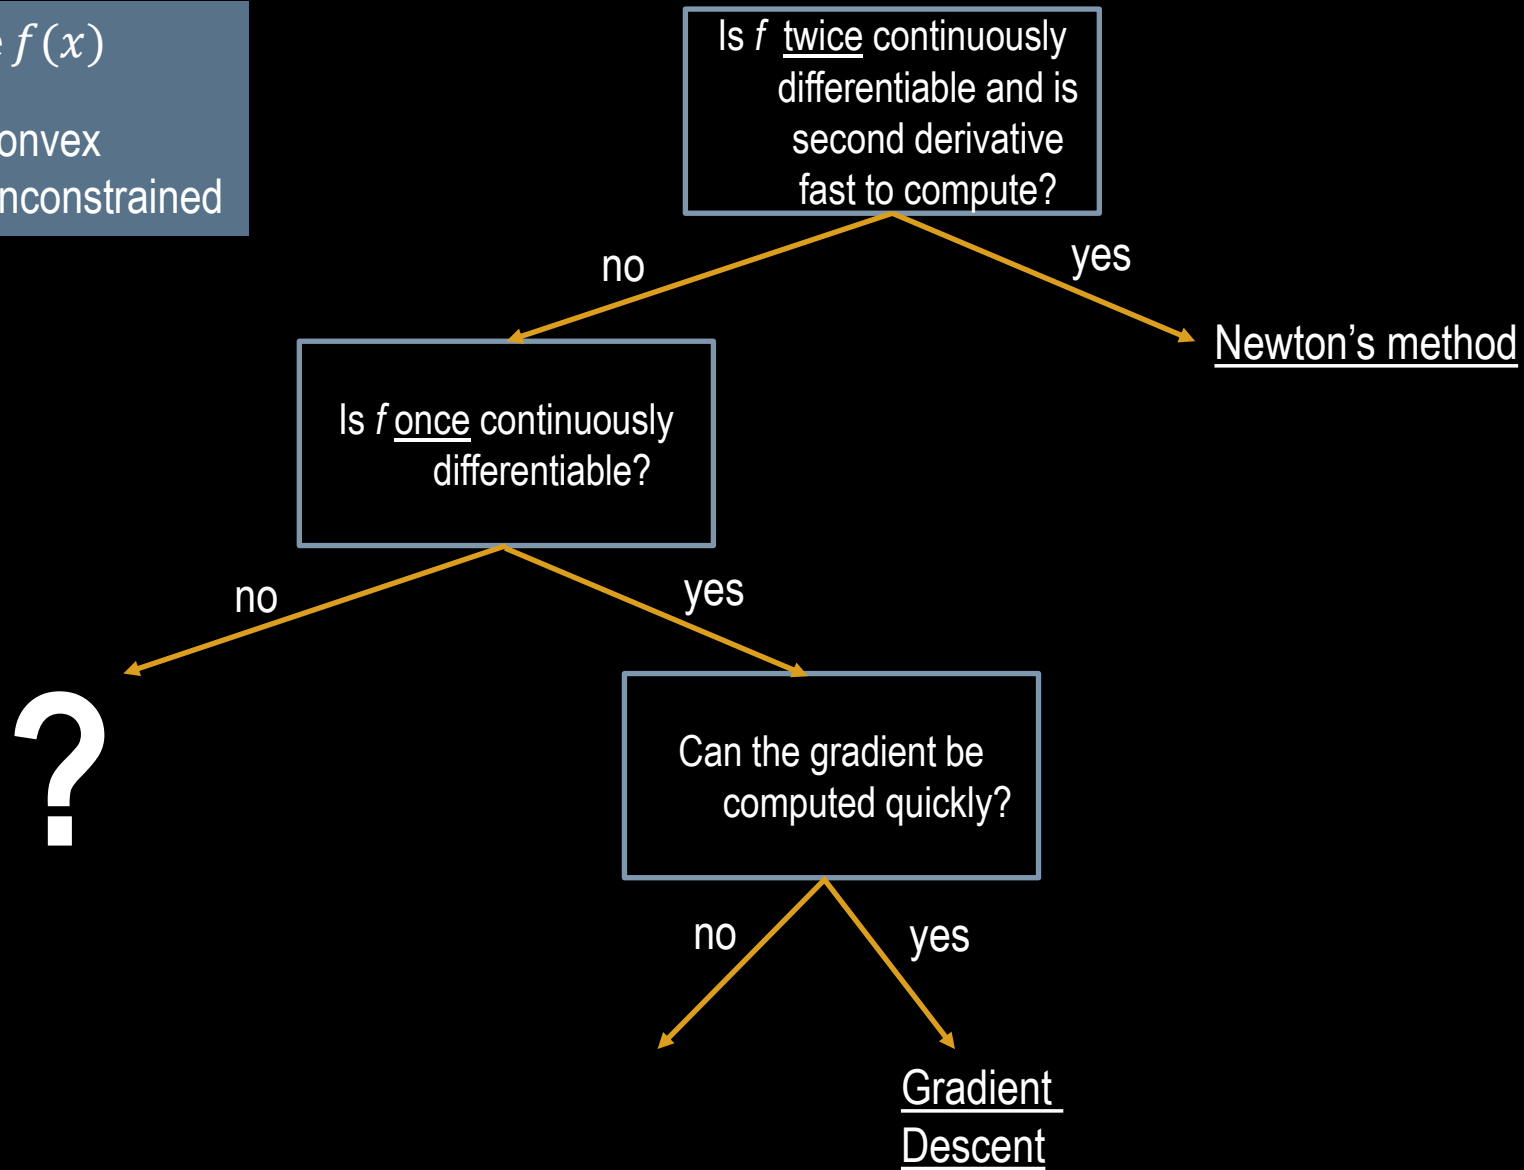 f(x)
onvex
nconstrained
Is f twice continuously
differentiable and is
second derivative
fast to compute?
no
yes
Newton's method
Is f once continuously
differentiable?
no
yes
?
Can the gradient be
computed quickly?
no
yes
Gradient
Descent